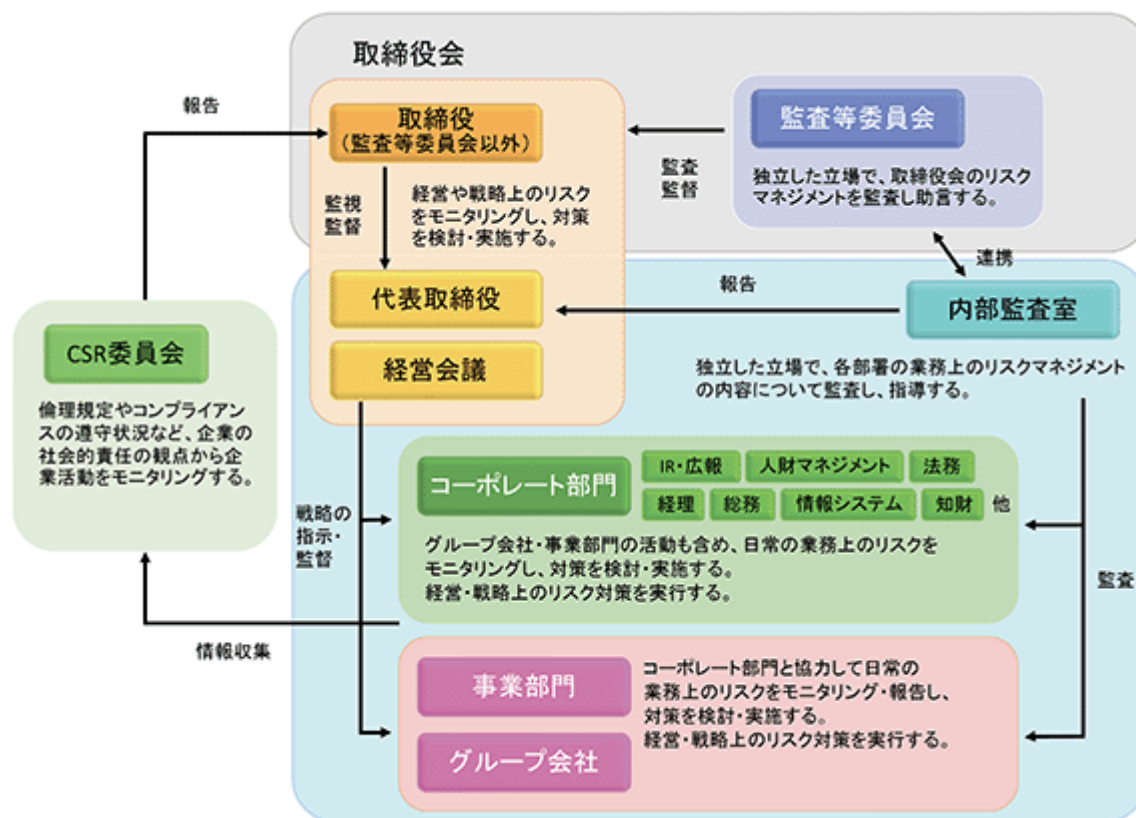 取締役会
報告
取締役
(監査等委員会以外)
監査等委員会
監査
監督
独立した立場で、取締役会のリスク
マネジメントを監査し助言する。
監視
監督
経営や戦略上のリスク
をモニタリングし、対策
を検討・実施する。
連携
代表取締役
報告
内部監査室
経営会議
独立した立場で、各部署の業務上のリスクマネジメント
の内容について監査し、指導する。
CSR委員会
倫理規定やコンプライアン
スの遵守状況など、企業の
社会的責任の観点から企
業活動をモニタリングする。
戦略の
指示・
監督
コーポレート部門
IR・広報 人財マネジメント 法務
経理 総務 情報システム 知財 他
グループ会社・事業部門の活動も含め、日常の業務上のリスクを
モニタリングし、対策を検討・実施する。
経営・戦略上のリスク対策を実行する。
監査
情報収集
事業部門
グループ会社
コーポレート部門と協力して日常の
業務上のリスクをモニタリング・報告し、
対策を検討・実施する。
経営・戦略上のリスク対策を実行する。